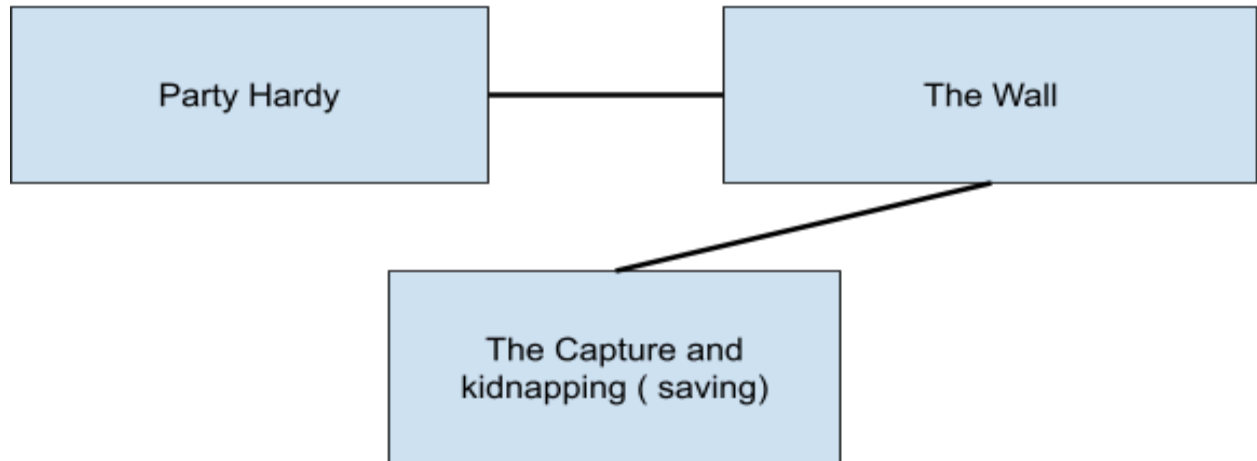 Party Hardy
The Wall
The Capture and
kidnapping ( saving)